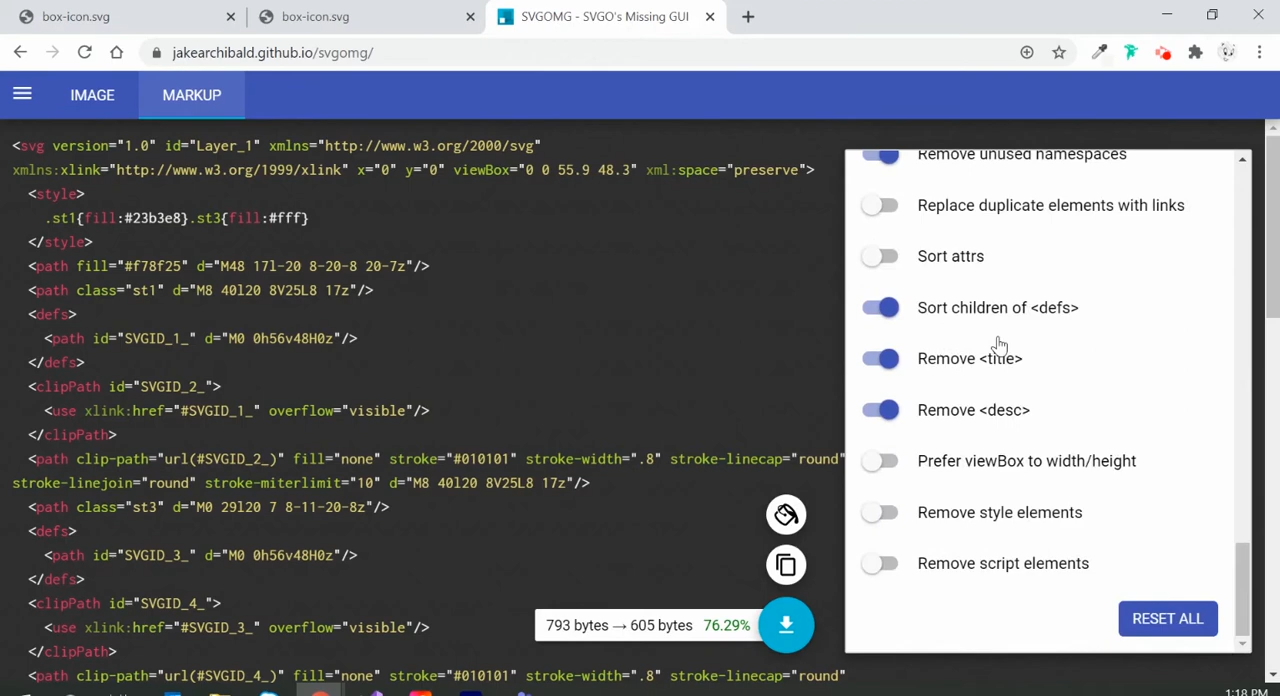 box-icon.svg
box-icon.svg
SVGOMG - SVGO's Missing GUI
jakearchibald.github.io/svgomg/
IMAGE
MARKUP
<svg version="1.0" id="Layer_1" xmlns="http://www.w3.org/2000/svg"
xmlns:xlink="http://www.w3.org/1999/xlink" x="0" y="0" viewBox="0 0 55.9 48.3" xml:space="preserve">
<style>
.st1{fill:#23b3e8}.st3{fill:#fff}
</style>
<path fill="#f78f25" d="M48 17l-20 8-20-8 20-7z"/>
<path class="st1" d="M8 40l20 8V25L8 17z"/>
<defs>
<path id="SVGID_1_" d="M0 0h56v48H0z"/>
</defs>
<clipPath id="SVGID_2_">
<use xlink:href="#SVGID_1_" overflow="visible"/>
</clipPath>
<path clip-path="url(#SVGID_2_)" fill="none" stroke="#010101" stroke-width=".8" stroke-linecap="round"
stroke-linejoin="round" stroke-miterlimit="10" d="M8 40l20 8V25L8 17z"/>
<path class="st3" d="M0 29l20 7 8-11-20-8z"/>
<defs>
<path id="SVGID_3_" d="M0 0h56v48H0z"/>
</defs>
<clipPath id="SVGID_4_">
<use xlink:href="#SVGID_3_" overflow="visible"/>
</clipPath>
<path clip-path="url(#SVGID_4_)" fill="none" stroke="#010101" stroke-width=".8" stroke-linecap="round"
Remove unused namespaces
Replace duplicate elements with links
Sort attrs
Sort children of <defs>
Remove <title>
Remove <desc>
Prefer viewBox to width/height
Remove style elements
Remove script elements
RESET ALL
793 bytes → 605 bytes 76.29%
1:18 PM